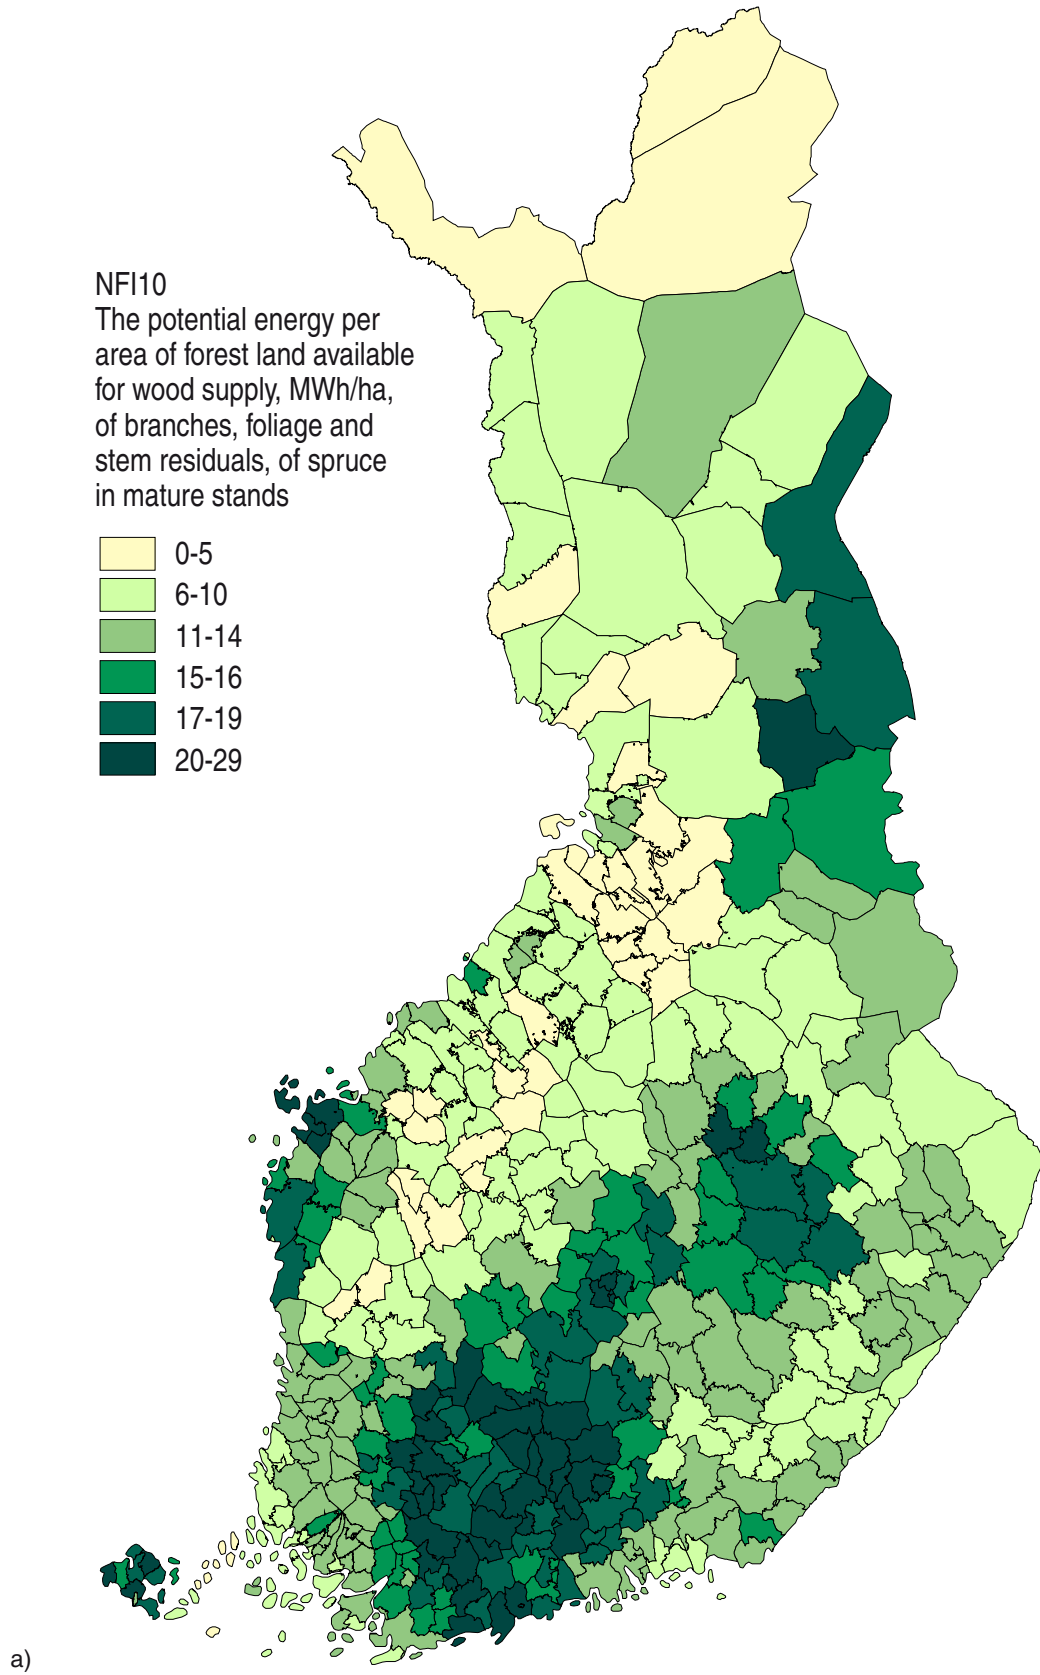 NFI10
The potential energy per
area of forest land available
for wood supply, MWh/ha,
of branches, foliage and
stem residuals, of spruce
in mature stands
0-5
6-10
11-14
15-16
17-19
20-29
a)